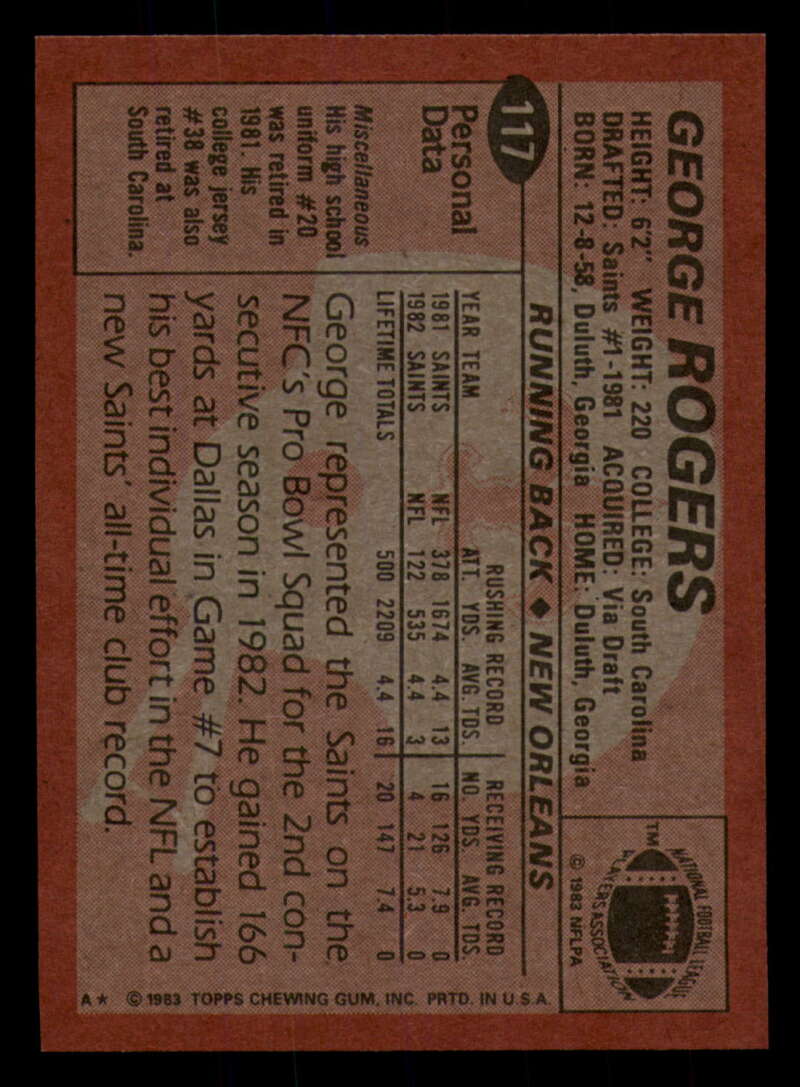 GEORGE ROGERS
HEIGHT: 6'2" WEIGHT: 220 COLLEGE: South Carolina
DRAFTED: Saints #1-1981 ACQUIRED: Via Draft
BORN: 12-8-58, Duluth, Georgia HOME: Duluth, Georgia
NATIONAL FOOTBALL LEAGUE
PLAYERS ASSOCIATION
TM
© 1983 NFLPA
117
RUNNING BACK ♦ NEW ORLEANS
Personal
Data
Miscellaneous
His high school
uniform #20
was retired in
1981. His
college jersey
#38 was also
retired at
South Carolina.
RUSHING RECORD RECEIVING RECORD
YEAR TEAM ATT. YDS. AVG. TDS. NO. YDS. AVG. TDS.
1981 SAINTS NFL 378 1674 4.4 13 16 126 7.9 0
1982 SAINTS NFL 122 535 4.4 3 4 21 5.3 0
LIFETIME TOTALS 500 2209 4.4 16 20 147 7.4 0
George represented the Saints on the
NFC's Pro Bowl Squad for the 2nd con-
secutive season in 1982. He gained 166
yards at Dallas in Game #7 to establish
his best individual effort in the NFL and a
new Saints' all-time club record.
A★ © 1983 TOPPS CHEWING GUM, INC. PRTD. IN U.S.A.